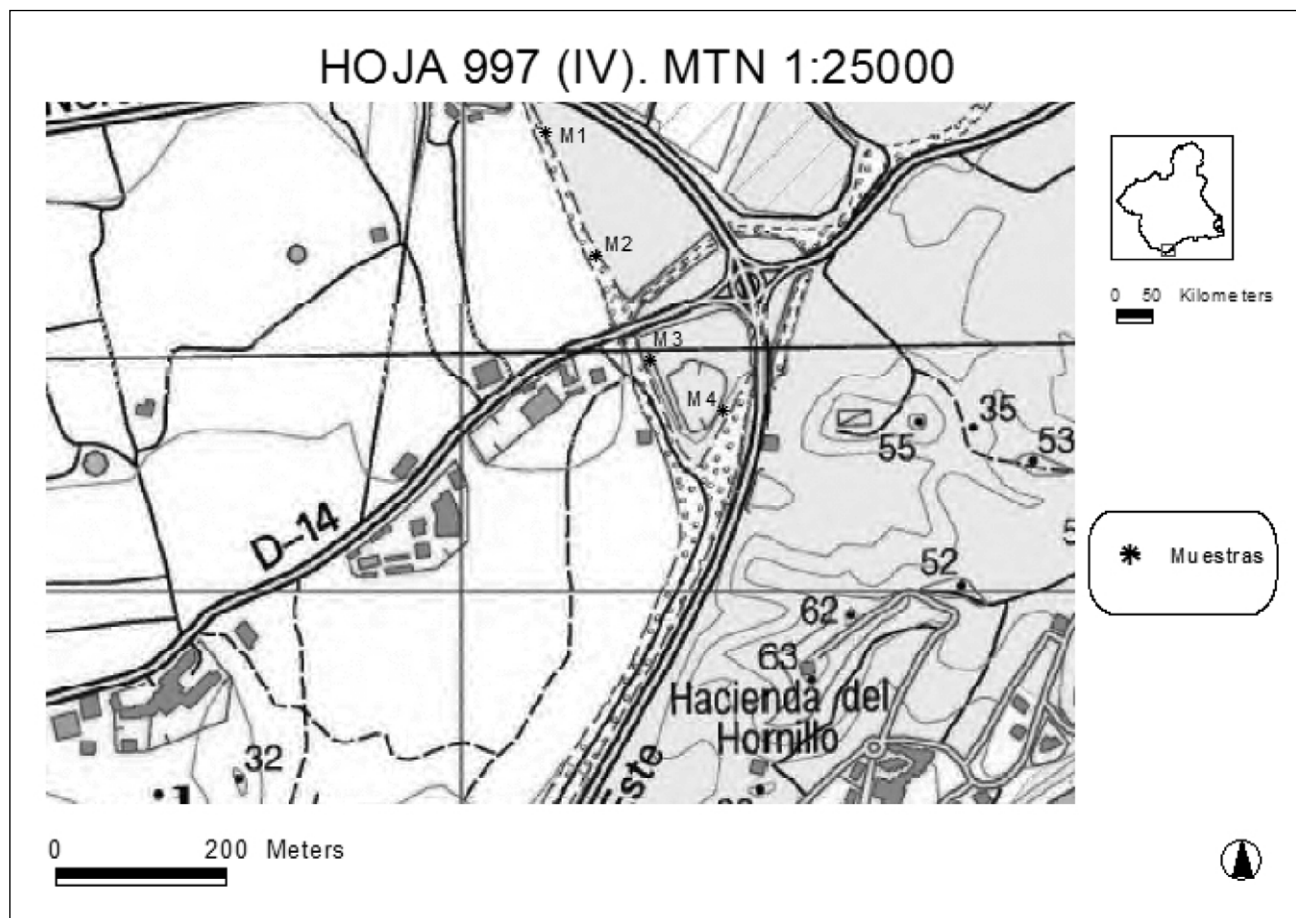 HOJA 997 (IV). MTN 1:25000
M1
M2
M3
M4
0 50 Kilometers
35
55
53
D-14
Muestras
52
62
63
Hacienda del
Hornillo
32
0 200 Meters